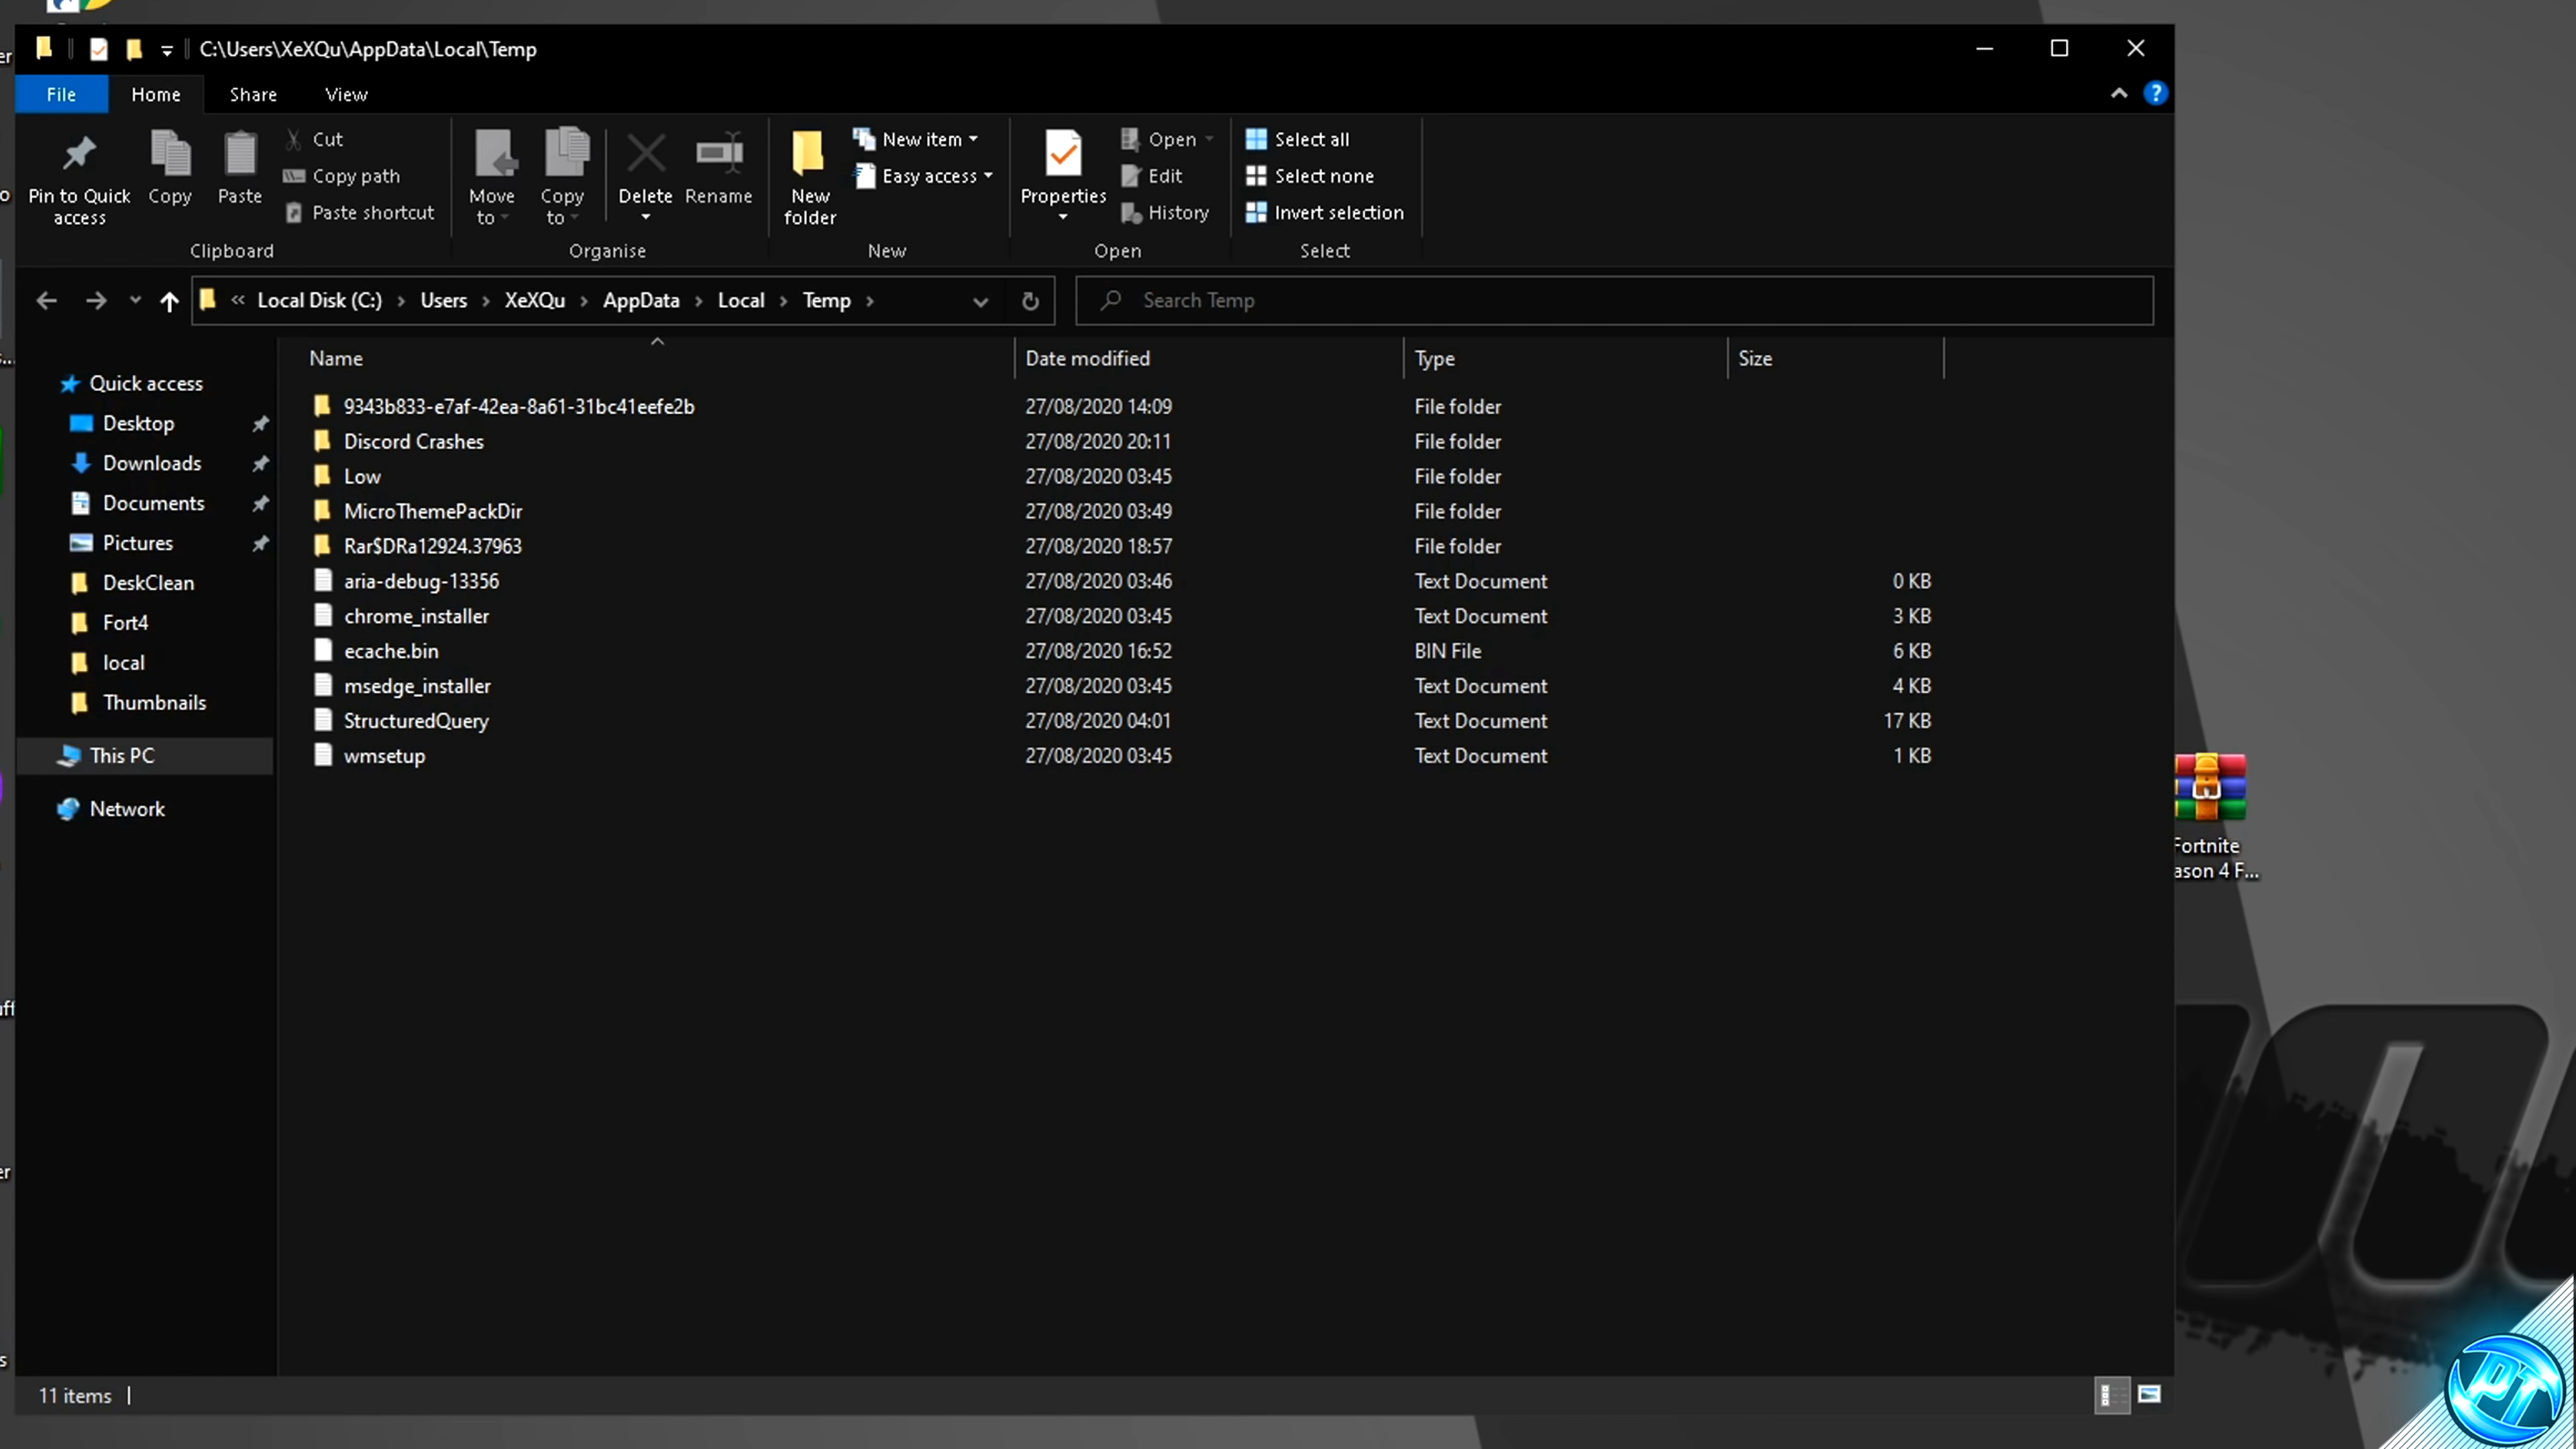 C:\Users\XeXQu\AppData\Local\Temp
File Home Share View
Pin to Quick access
Copy
Paste
Cut
Copy path
Paste shortcut
Clipboard
Move to
Copy to
Delete
Rename
Organise
New folder
New item
Easy access
New
Properties
Open
Edit
History
Open
Select all
Select none
Invert selection
Select
« Local Disk (C:) › Users › XeXQu › AppData › Local › Temp ›
Search Temp
Quick access
Desktop
Downloads
Documents
Pictures
DeskClean
Fort4
local
Thumbnails
This PC
Network
Name Date modified Type Size
9343b833-e7af-42ea-8a61-31bc41eefe2b 27/08/2020 14:09 File folder
Discord Crashes 27/08/2020 20:11 File folder
Low 27/08/2020 03:45 File folder
MicroThemePackDir 27/08/2020 03:49 File folder
Rar$DRa12924.37963 27/08/2020 18:57 File folder
aria-debug-13356 27/08/2020 03:46 Text Document 0 KB
chrome_installer 27/08/2020 03:45 Text Document 3 KB
ecache.bin 27/08/2020 16:52 BIN File 6 KB
msedge_installer 27/08/2020 03:45 Text Document 4 KB
StructuredQuery 27/08/2020 04:01 Text Document 17 KB
wmsetup 27/08/2020 03:45 Text Document 1 KB
Fortnite
ason 4 F...
11 items
PT